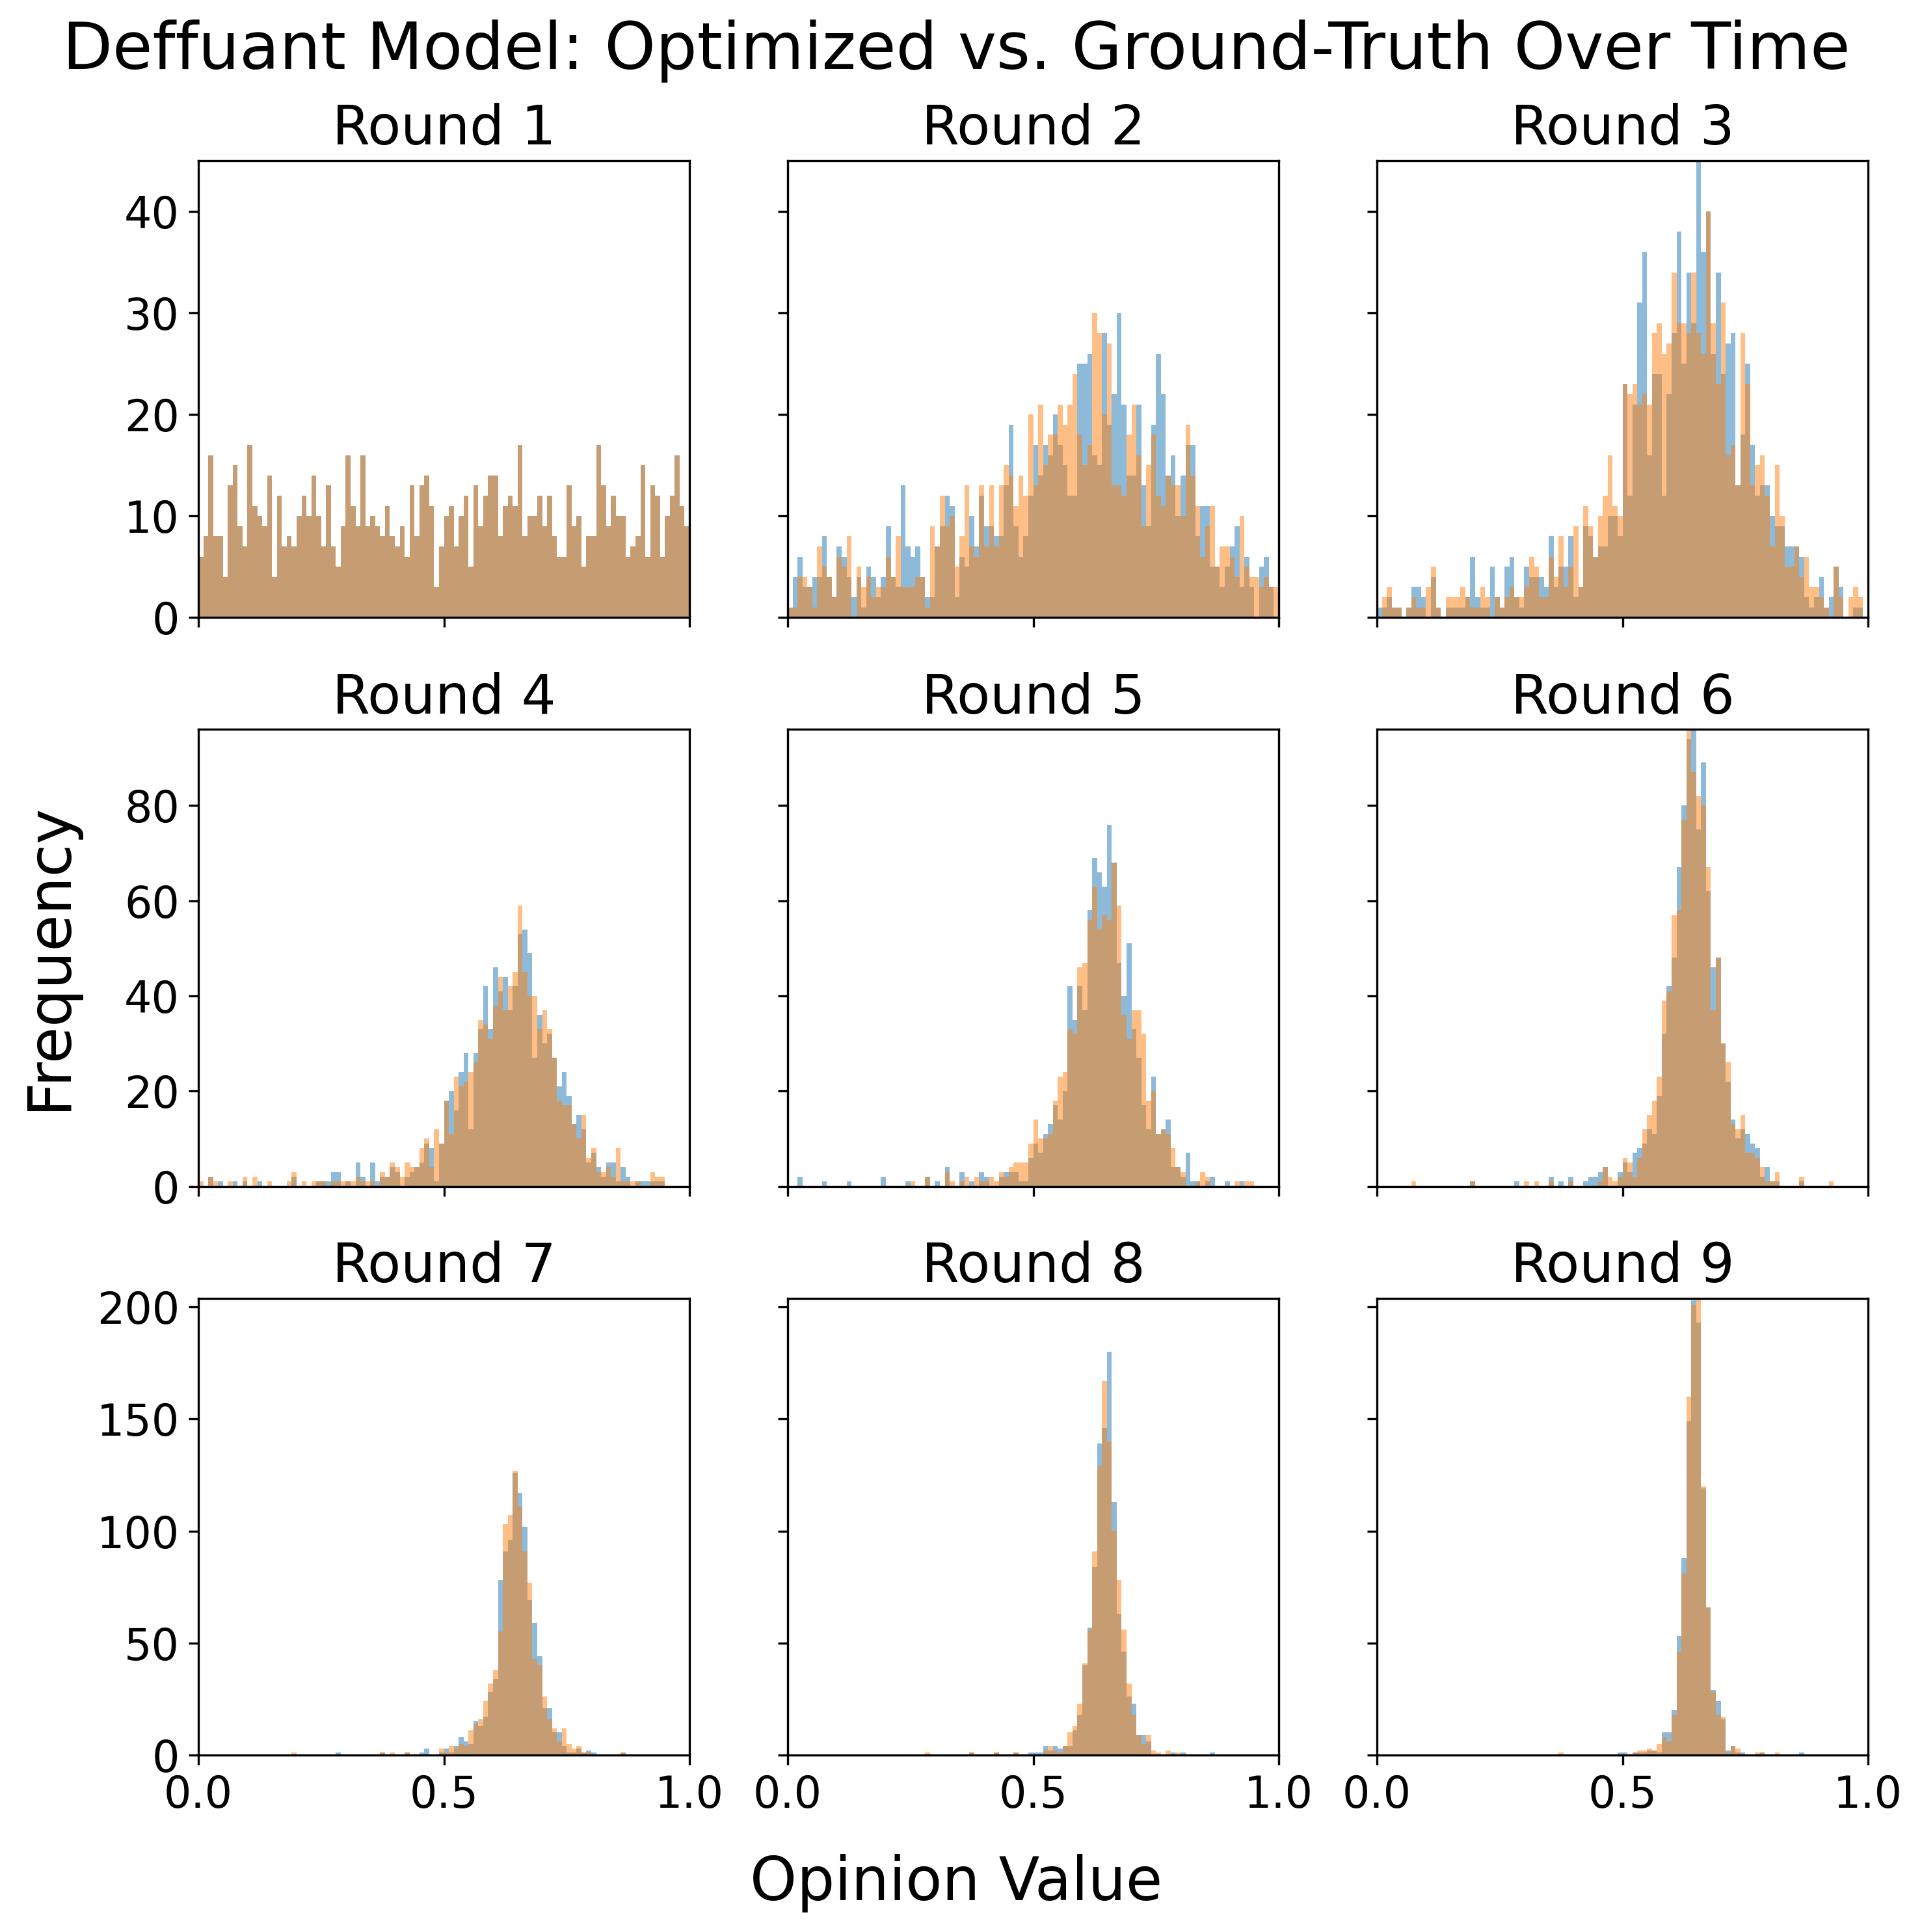 Deffuant Model: Optimized vs. Ground-Truth Over Time
Round 1
Round 2
Round 3
40
30
20
10
0
Round 4
Round 5
Round 6
80
60
40
20
0
Frequency
Round 7
Round 8
Round 9
200
150
100
50
0
0.0 0.5 1.0 0.0 0.5 1.0 0.0 0.5 1.0
Opinion Value